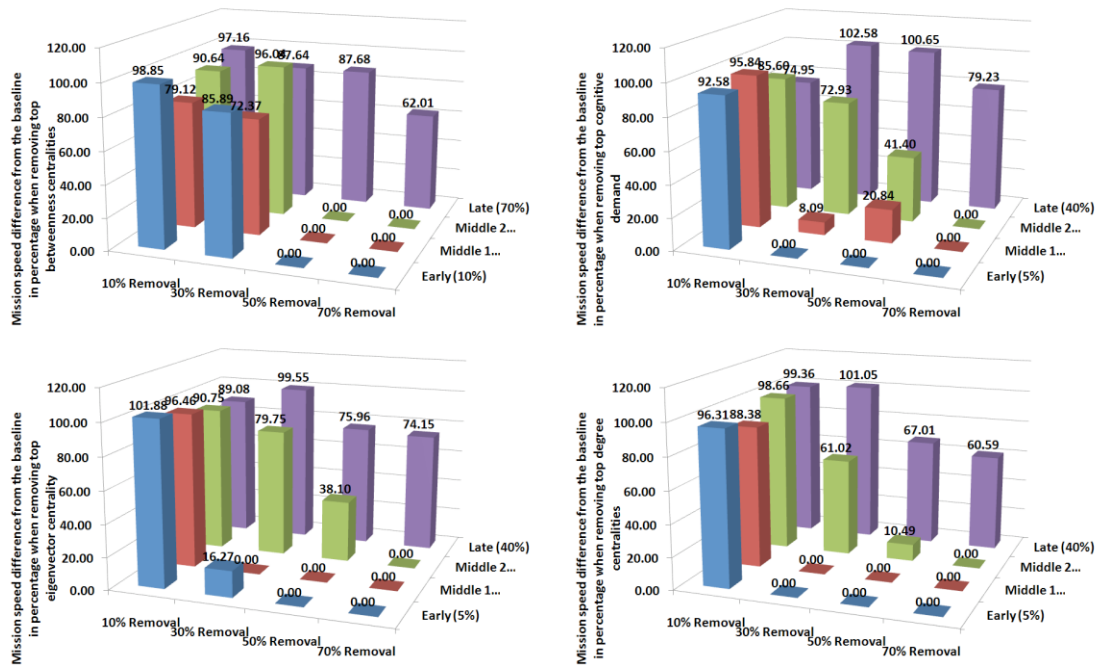 Mission speed difference from the baseline
in percentage when removing top
betweenness centralities
120.00
100.00
80.00
60.00
40.00
20.00
0.00
98.85
79.12
90.64
97.16
85.89
72.37
96.04
87.64
0.00
0.00
0.00
87.68
0.00
0.00
0.00
62.01
10% Removal
30% Removal
50% Removal
70% Removal
Late (70%)
Middle 2...
Middle 1...
Early (10%)
Mission speed difference from the baseline
in percentage when removing top cognitive
demand
120.00
100.00
80.00
60.00
40.00
20.00
0.00
92.58
95.84
85.60
74.95
0.00
8.09
72.93
102.58
0.00
20.84
41.40
100.65
0.00
0.00
0.00
79.23
10% Removal
30% Removal
50% Removal
70% Removal
Late (40%)
Middle 2...
Middle 1...
Early (5%)
Mission speed difference from the baseline
in percentage when removing top
eigenvector centrality
120.00
100.00
80.00
60.00
40.00
20.00
0.00
101.88
96.46
90.75
89.08
16.27
0.00
79.75
99.55
0.00
0.00
38.10
75.96
0.00
0.00
0.00
74.15
10% Removal
30% Removal
50% Removal
70% Removal
Late (40%)
Middle 2...
Middle 1...
Early (5%)
Mission speed difference from the baseline
in percentage when removing top degree
centralities
120.00
100.00
80.00
60.00
40.00
20.00
0.00
96.31
88.38
98.66
99.36
0.00
0.00
61.02
101.05
0.00
0.00
10.49
67.01
0.00
0.00
0.00
60.59
10% Removal
30% Removal
50% Removal
70% Removal
Late (40%)
Middle 2...
Middle 1...
Early (5%)